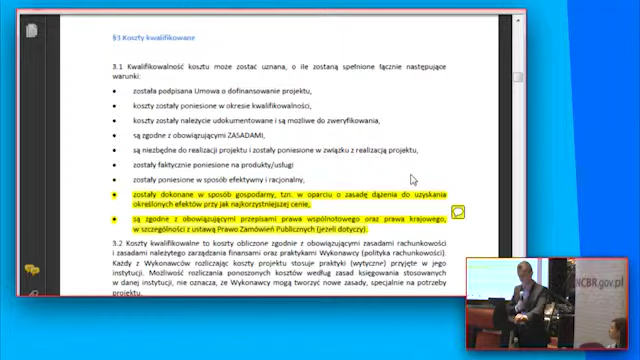 §3 Koszty kwalifikowane
3.1 Kwalifikowalność kosztu może zostać uznana, o ile zostaną spełnione łącznie następujące
warunki:
• została podpisana Umowa o dofinansowanie projektu,
• koszty zostały poniesione w okresie kwalifikowalności,
• koszty zostały należycie udokumentowane i są możliwe do zweryfikowania,
• są zgodne z obowiązującymi ZASADAMI,
• są niezbędne do realizacji projektu i zostały poniesione w związku z realizacją projektu,
• zostały faktycznie poniesione na produkty/usługi
• zostały poniesione w sposób efektywny i racjonalny,
• zostały dokonane w sposób gospodarny, tzn. w oparciu o zasadę dążenia do uzyskania
określonych efektów przy jak najkorzystniejszej cenie,
• są zgodne z obowiązującymi przepisami prawa wspólnotowego oraz prawa krajowego,
w szczególności z ustawą Prawo Zamówień Publicznych (jeżeli dotyczy).
3.2 Koszty kwalifikowalne to koszty obliczone zgodnie z obowiązującymi zasadami rachunkowości
i zasadami należytego zarządzania finansami oraz praktykami Wykonawcy (polityka rachunkowości).
Każdy z Wykonawców rozliczając koszty projektu stosuje praktyki (wytyczne) przyjęte w jego
instytucji. Możliwość rozliczania ponoszonych kosztów według zasad księgowania stosowanych
w danej instytucji, nie oznacza, ze Wykonawcy mogą tworzyć nowe zasady, specjalnie na potrzeby
projektu.
NCBR.gov.pl